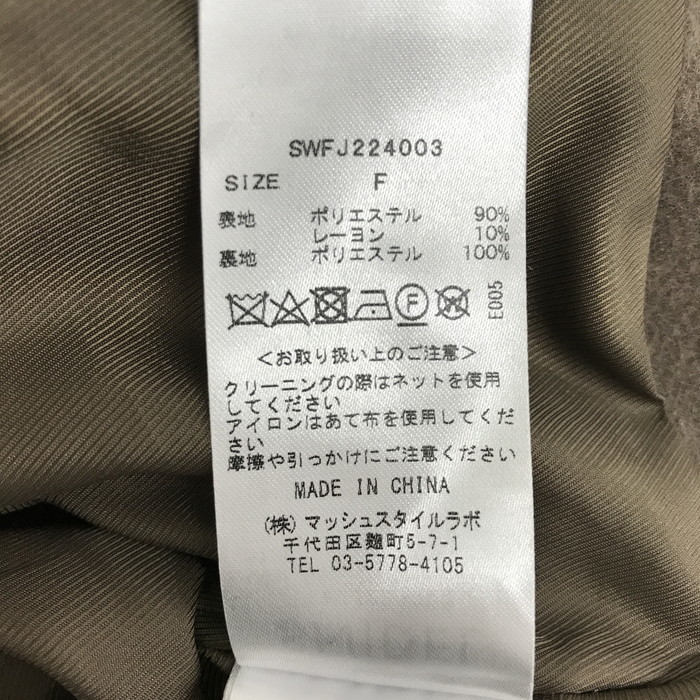 SWFJ224003
SIZE F
表地 ポリエステル 90%
レーヨン 10%
裏地 ポリエステル 100%
F E005
<お取り扱い上のご注意>
クリーニングの際はネットを使用
してください
アイロンはあて布を使用してくだ
さい
摩擦や引っかけにご注意ください
MADE IN CHINA
(株)マッシュスタイルラボ
千代田区麹町5-7-1
TEL 03-5778-4105